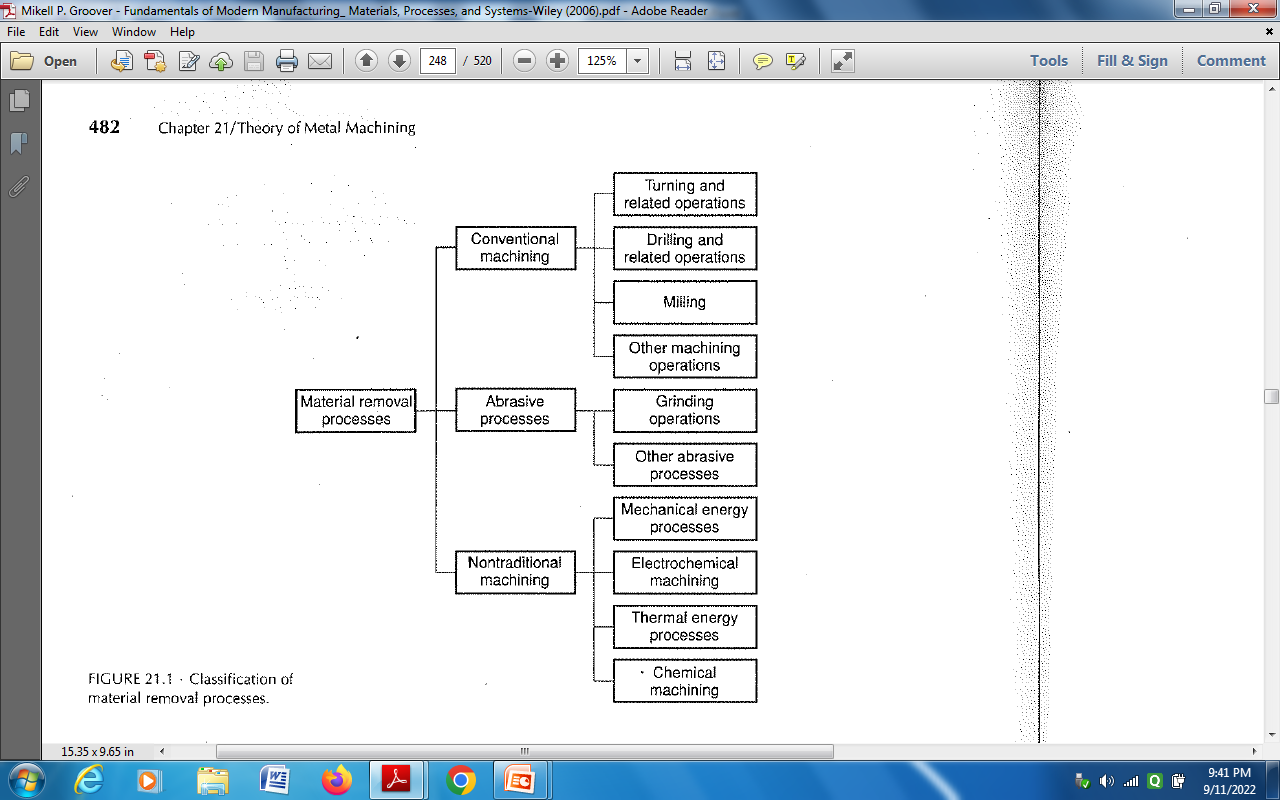 Mikell P. Groover - Fundamentals of Modern Manufacturing_ Materials, Processes, and Systems-Wiley (2006).pdf - Adobe Reader
File Edit View Window Help
Open 248 / 520 125% Tools Fill & Sign Comment
482 Chapter 21/Theory of Metal Machining
Turning and
related operations
Conventional
machining
Drilling and
related operations
Milling
Other machining
operations
Material removal
processes
Abrasive
processes
Grinding
operations
Other abrasive
processes
Mechanical energy
processes
Nontraditional
machining
Electrochemical
machining
Thermal energy
processes
Chemical
machining
FIGURE 21.1 · Classification of
material removal processes.
15.35 x 9.65 in
9:41 PM
9/11/2022